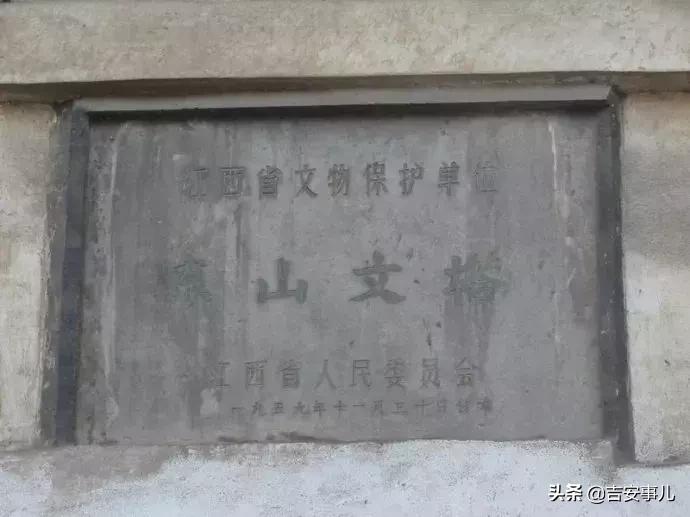 江西省文物保护单位
东山文塔
江西省人民委员会
一九五九年十一月三十日公布
头条 @吉安事儿